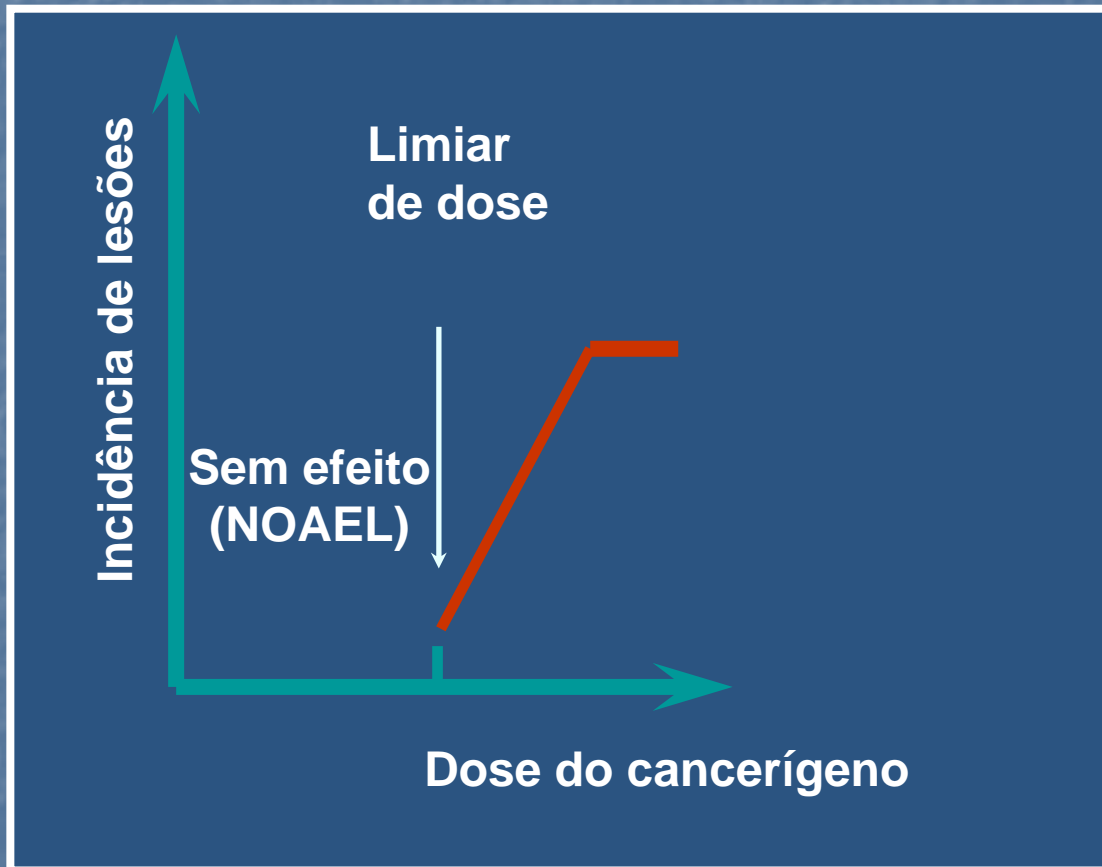 Incidência de lesões
Limiar
de dose
Sem efeito
(NOAEL)
Dose do cancerígeno